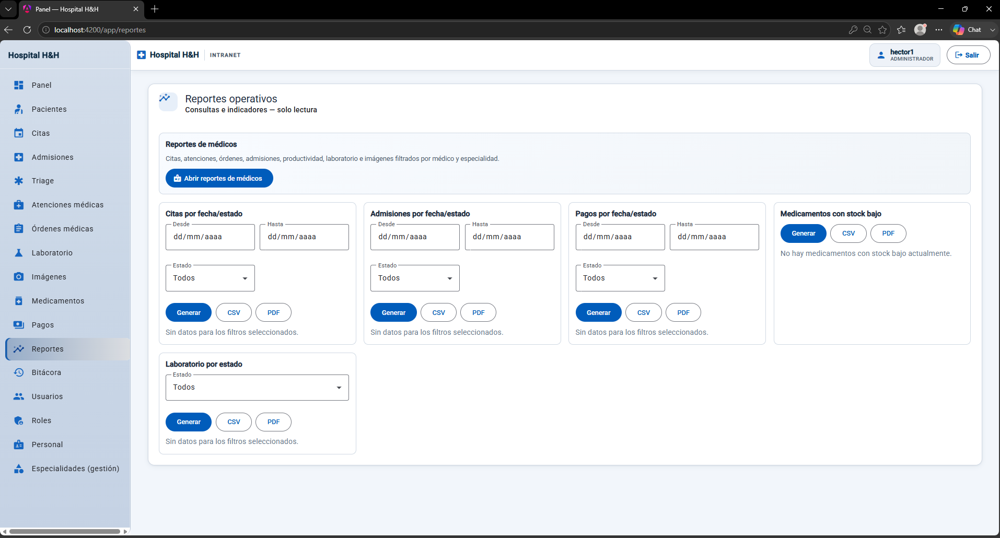 Panel — Hospital H&H
localhost:4200/app/reportes
Chat
Hospital H&H
Panel
Pacientes
Citas
Admisiones
Triage
Atenciones médicas
Órdenes médicas
Laboratorio
Imágenes
Medicamentos
Pagos
Reportes
Bitácora
Usuarios
Roles
Personal
Especialidades (gestión)
Hospital H&H INTRANET
hector1
ADMINISTRADOR
Salir
Reportes operativos
Consultas e indicadores — solo lectura
Reportes de médicos
Citas, atenciones, órdenes, admisiones, productividad, laboratorio e imágenes filtrados por médico y especialidad.
Abrir reportes de médicos
Citas por fecha/estado
Desde Hasta
dd/mm/aaaa dd/mm/aaaa
Estado
Todos
Generar CSV PDF
Sin datos para los filtros seleccionados.
Admisiones por fecha/estado
Desde Hasta
dd/mm/aaaa dd/mm/aaaa
Estado
Todos
Generar CSV PDF
Sin datos para los filtros seleccionados.
Pagos por fecha/estado
Desde Hasta
dd/mm/aaaa dd/mm/aaaa
Estado
Todos
Generar CSV PDF
Sin datos para los filtros seleccionados.
Medicamentos con stock bajo
Generar CSV PDF
No hay medicamentos con stock bajo actualmente.
Laboratorio por estado
Estado
Todos
Generar CSV PDF
Sin datos para los filtros seleccionados.